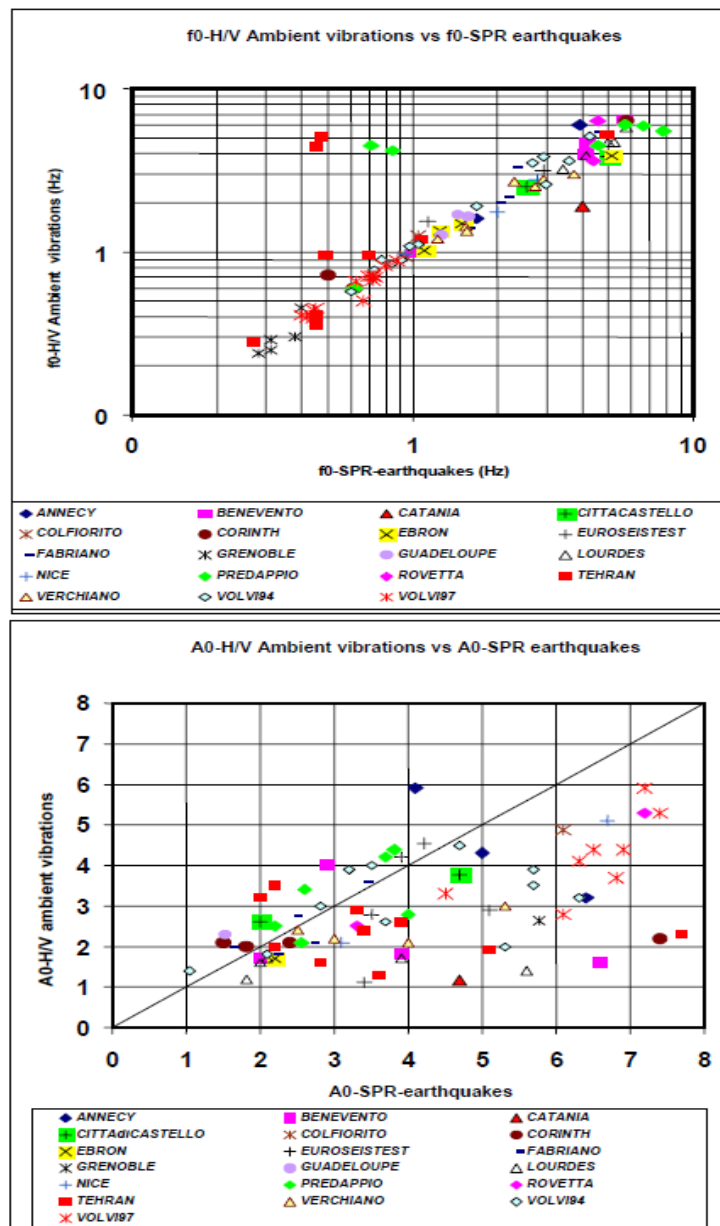 f0-H/V Ambient vibrations vs f0-SPR earthquakes
10
1
0
f0-H/V Ambient vibrations (Hz)
0 1 10
f0-SPR-earthquakes (Hz)
ANNECY BENEVENTO CATANIA CITTACASTELLO
COLFIORITO CORINTH EBRON EUROSEISTEST
FABRIANO GRENOBLE GUADELOUPE LOURDES
NICE PREDAPPIO ROVETTA TEHRAN
VERCHIANO VOLVI94 VOLVI97
A0-H/V Ambient vibrations vs A0-SPR earthquakes
8
7
6
5
4
3
2
1
0
A0-H/V ambient vibrations
0 1 2 3 4 5 6 7 8
A0-SPR-earthquakes
ANNECY BENEVENTO CATANIA
CITTAdiCASTELLO COLFIORITO CORINTH
EBRON EUROSEISTEST FABRIANO
GRENOBLE GUADELOUPE LOURDES
NICE PREDAPPIO ROVETTA
TEHRAN VERCHIANO VOLVI94
VOLVI97